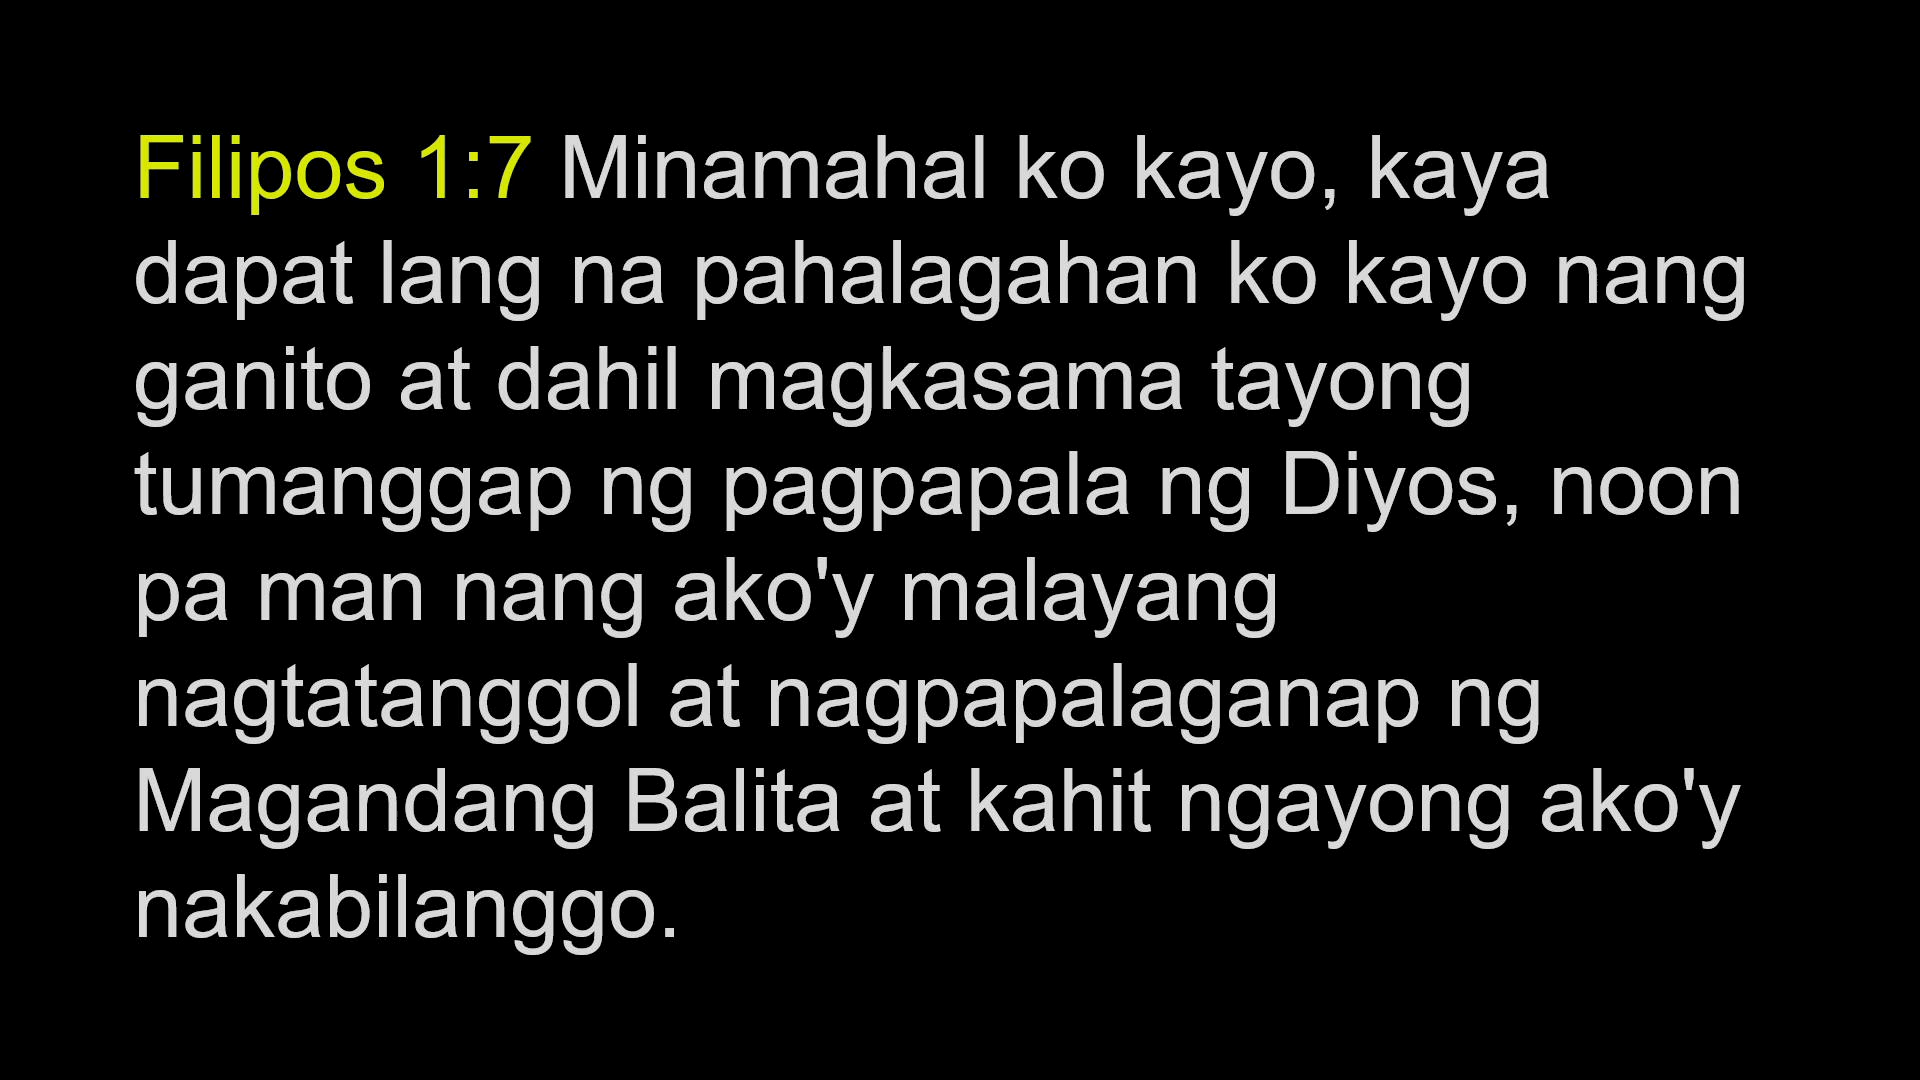 Filipos 1:7 Minamahal ko kayo, kaya
dapat lang na pahalagahan ko kayo nang
ganito at dahil magkasama tayong
tumanggap ng pagpapala ng Diyos, noon
pa man nang ako'y malayang
nagtatanggol at nagpapalaganap ng
Magandang Balita at kahit ngayong ako'y
nakabilanggo.